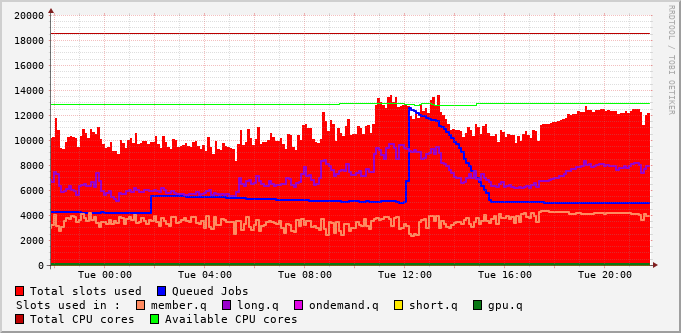 20000
18000
16000
14000
12000
10000
8000
6000
4000
2000
0
Tue 00:00 Tue 04:00 Tue 08:00 Tue 12:00 Tue 16:00 Tue 20:00
Total slots used Queued Jobs
Slots used in : member.q long.q ondemand.q short.q gpu.q
Total CPU cores Available CPU cores
RRDTOOL / TOBI OETIKER